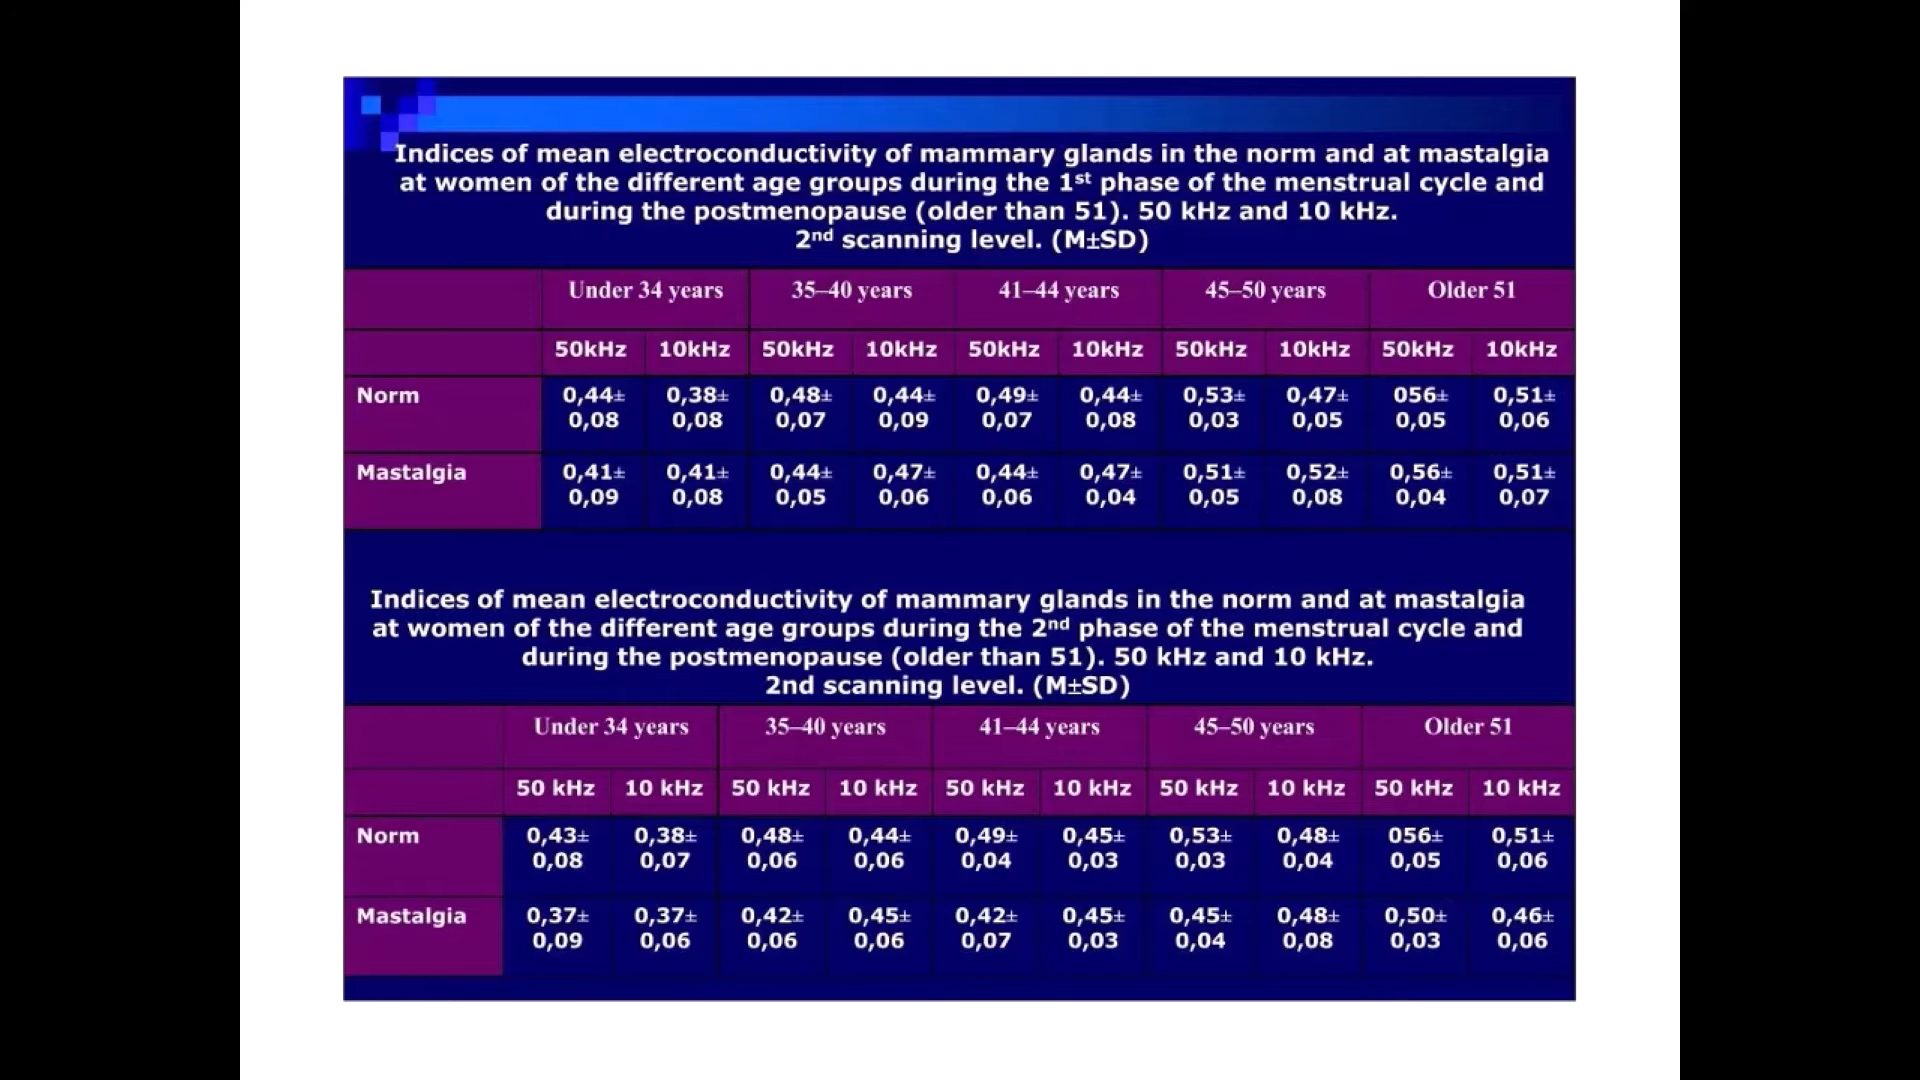 Indices of mean electroconductivity of mammary glands in the norm and at mastalgia
at women of the different age groups during the 1st phase of the menstrual cycle and
during the postmenopause (older than 51). 50 kHz and 10 kHz.
2nd scanning level. (M±SD)
Under 34 years 35–40 years 41–44 years 45–50 years Older 51
50kHz 10kHz 50kHz 10kHz 50kHz 10kHz 50kHz 10kHz 50kHz 10kHz
Norm 0,44± 0,38± 0,48± 0,44± 0,49± 0,44± 0,53± 0,47± 056± 0,51±
0,08 0,08 0,07 0,09 0,07 0,08 0,03 0,05 0,05 0,06
Mastalgia 0,41± 0,41± 0,44± 0,47± 0,44± 0,47± 0,51± 0,52± 0,56± 0,51±
0,09 0,08 0,05 0,06 0,06 0,04 0,05 0,08 0,04 0,07
Indices of mean electroconductivity of mammary glands in the norm and at mastalgia
at women of the different age groups during the 2nd phase of the menstrual cycle and
during the postmenopause (older than 51). 50 kHz and 10 kHz.
2nd scanning level. (M±SD)
Under 34 years 35–40 years 41–44 years 45–50 years Older 51
50 kHz 10 kHz 50 kHz 10 kHz 50 kHz 10 kHz 50 kHz 10 kHz 50 kHz 10 kHz
Norm 0,43± 0,38± 0,48± 0,44± 0,49± 0,45± 0,53± 0,48± 056± 0,51±
0,08 0,07 0,06 0,06 0,04 0,03 0,03 0,04 0,05 0,06
Mastalgia 0,37± 0,37± 0,42± 0,45± 0,42± 0,45± 0,45± 0,48± 0,50± 0,46±
0,09 0,06 0,06 0,06 0,07 0,03 0,04 0,08 0,03 0,06